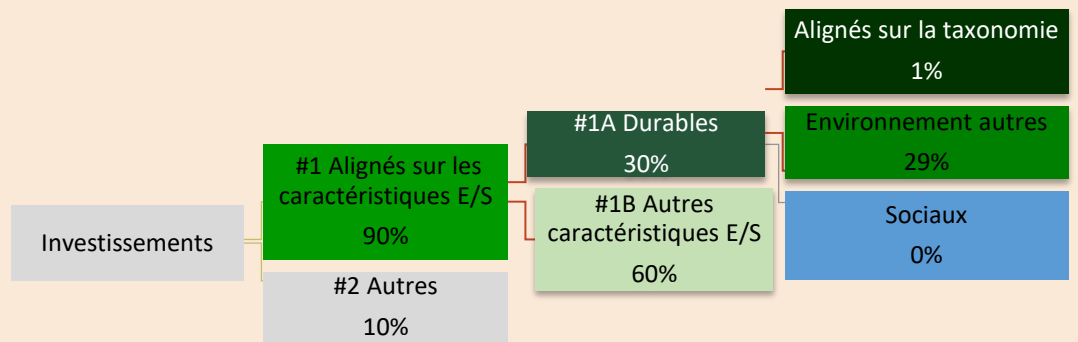 Investissements
#1 Alignés sur les
caractéristiques E/S
90%
#2 Autres
10%
#1A Durables
30%
#1B Autres
caractéristiques E/S
60%
Alignés sur la taxonomie
1%
Environnement autres
29%
Sociaux
0%